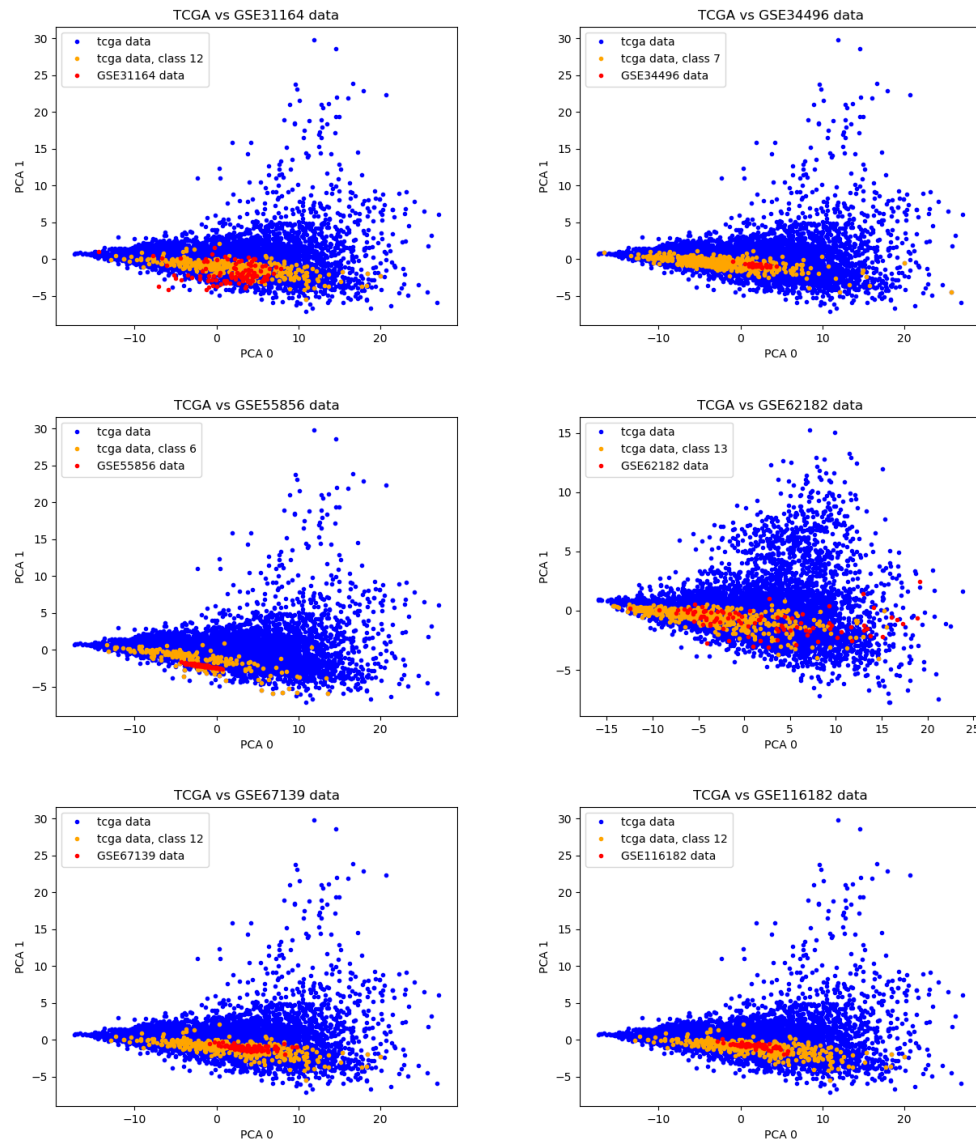 TCGA vs GSE31164 data
30
25
20
15
10
5
0
−5
PCA 1
tcga data
tcga data, class 12
GSE31164 data
−10 0 10 20
PCA 0
TCGA vs GSE34496 data
30
25
20
15
10
5
0
−5
PCA 1
tcga data
tcga data, class 7
GSE34496 data
−10 0 10 20
PCA 0
TCGA vs GSE55856 data
30
25
20
15
10
5
0
−5
PCA 1
tcga data
tcga data, class 6
GSE55856 data
−10 0 10 20
PCA 0
TCGA vs GSE62182 data
15
10
5
0
−5
PCA 1
tcga data
tcga data, class 13
GSE62182 data
−15 −10 −5 0 5 10 15 20 25
PCA 0
TCGA vs GSE67139 data
30
25
20
15
10
5
0
−5
PCA 1
tcga data
tcga data, class 12
GSE67139 data
−10 0 10 20
PCA 0
TCGA vs GSE116182 data
30
25
20
15
10
5
0
−5
PCA 1
tcga data
tcga data, class 12
GSE116182 data
−10 0 10 20
PCA 0